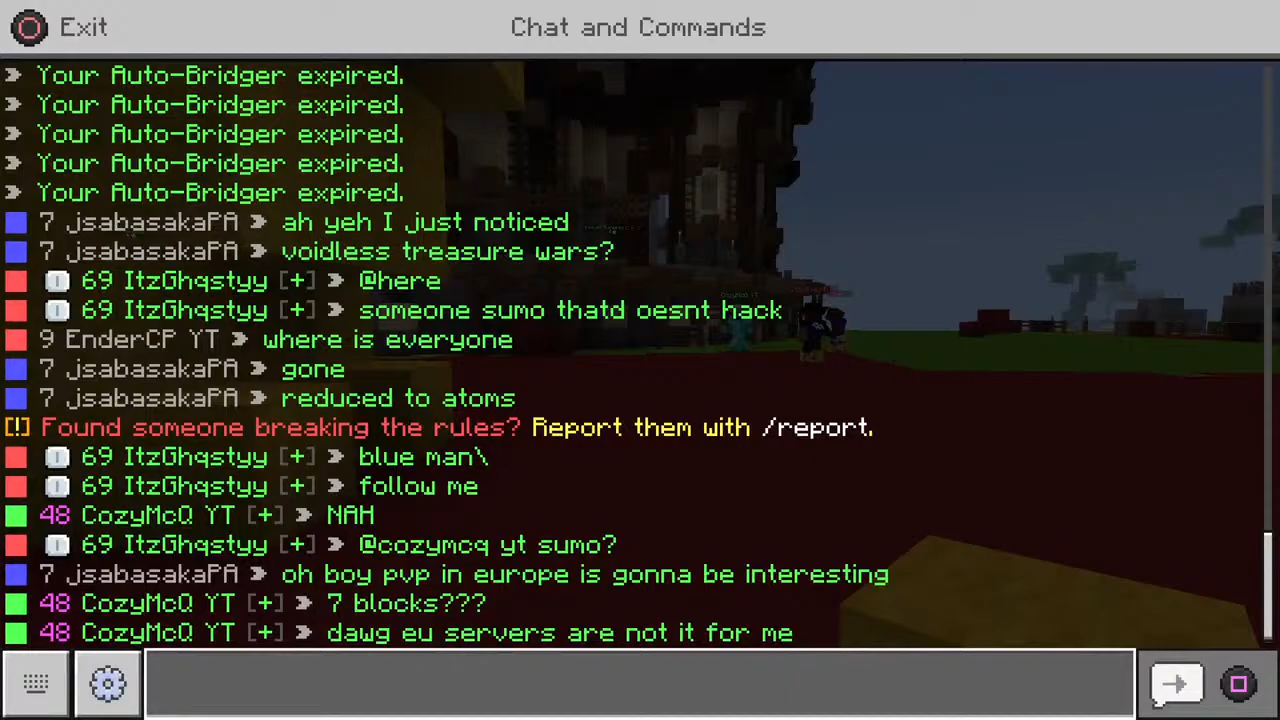 Exit
Chat and Commands
Your Auto-Bridger expired.
Your Auto-Bridger expired.
Your Auto-Bridger expired.
Your Auto-Bridger expired.
Your Auto-Bridger expired.
7 jsabasakaPA ah yeh I just noticed
7 jsabasakaPA voidless treasure wars?
69 ItzGhqstyy [+] @here
69 ItzGhqstyy [+] someone sumo thatd oesnt hack
9 EnderCP YT where is everyone
7 jsabasakaPA gone
7 jsabasakaPA reduced to atoms
[!] Found someone breaking the rules? Report them with /report.
69 ItzGhqstyy [+] blue man\
69 ItzGhqstyy [+] follow me
48 CozyMcQ YT [+] NAH
69 ItzGhqstyy [+] @cozymcq yt sumo?
7 jsabasakaPA oh boy pvp in europe is gonna be interesting
48 CozyMcQ YT [+] 7 blocks???
48 CozyMcQ YT [+] dawg eu servers are not it for me